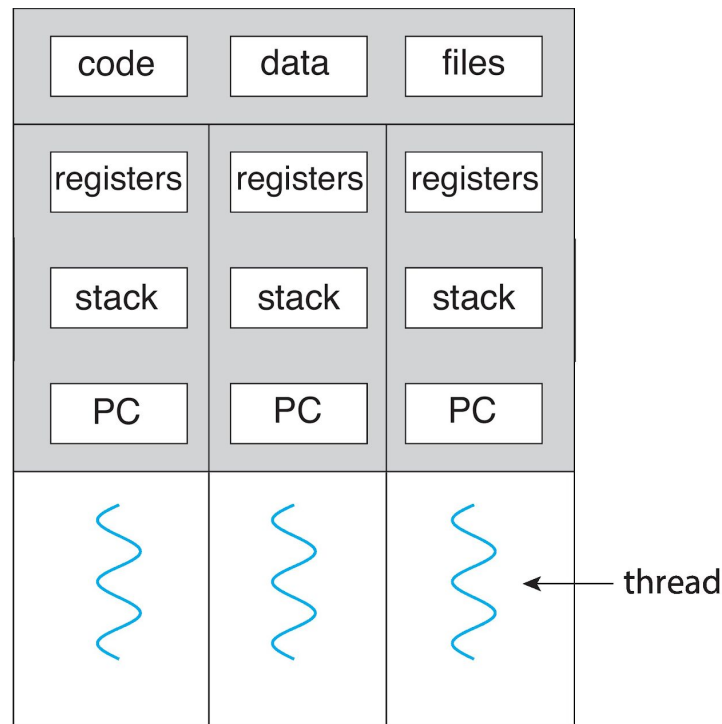 code data files
registers registers registers
stack stack stack
PC PC PC
thread